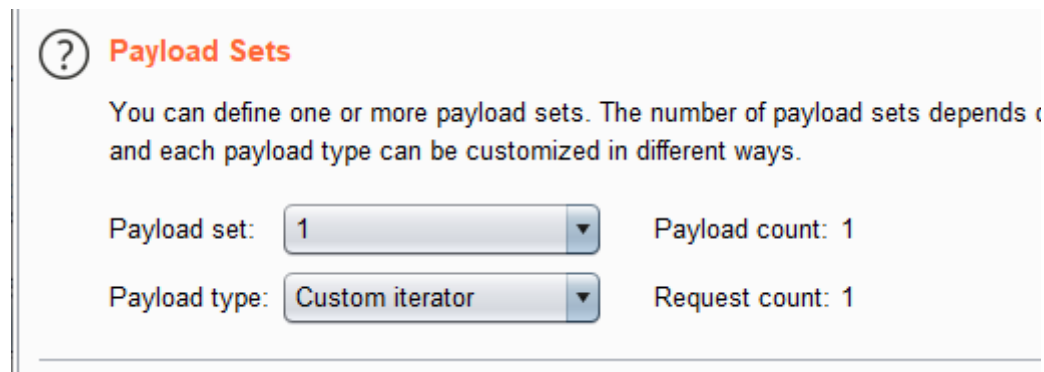 ?
Payload Sets
You can define one or more payload sets. The number of payload sets depends
and each payload type can be customized in different ways.
Payload set: 1 Payload count: 1
Payload type: Custom iterator Request count: 1